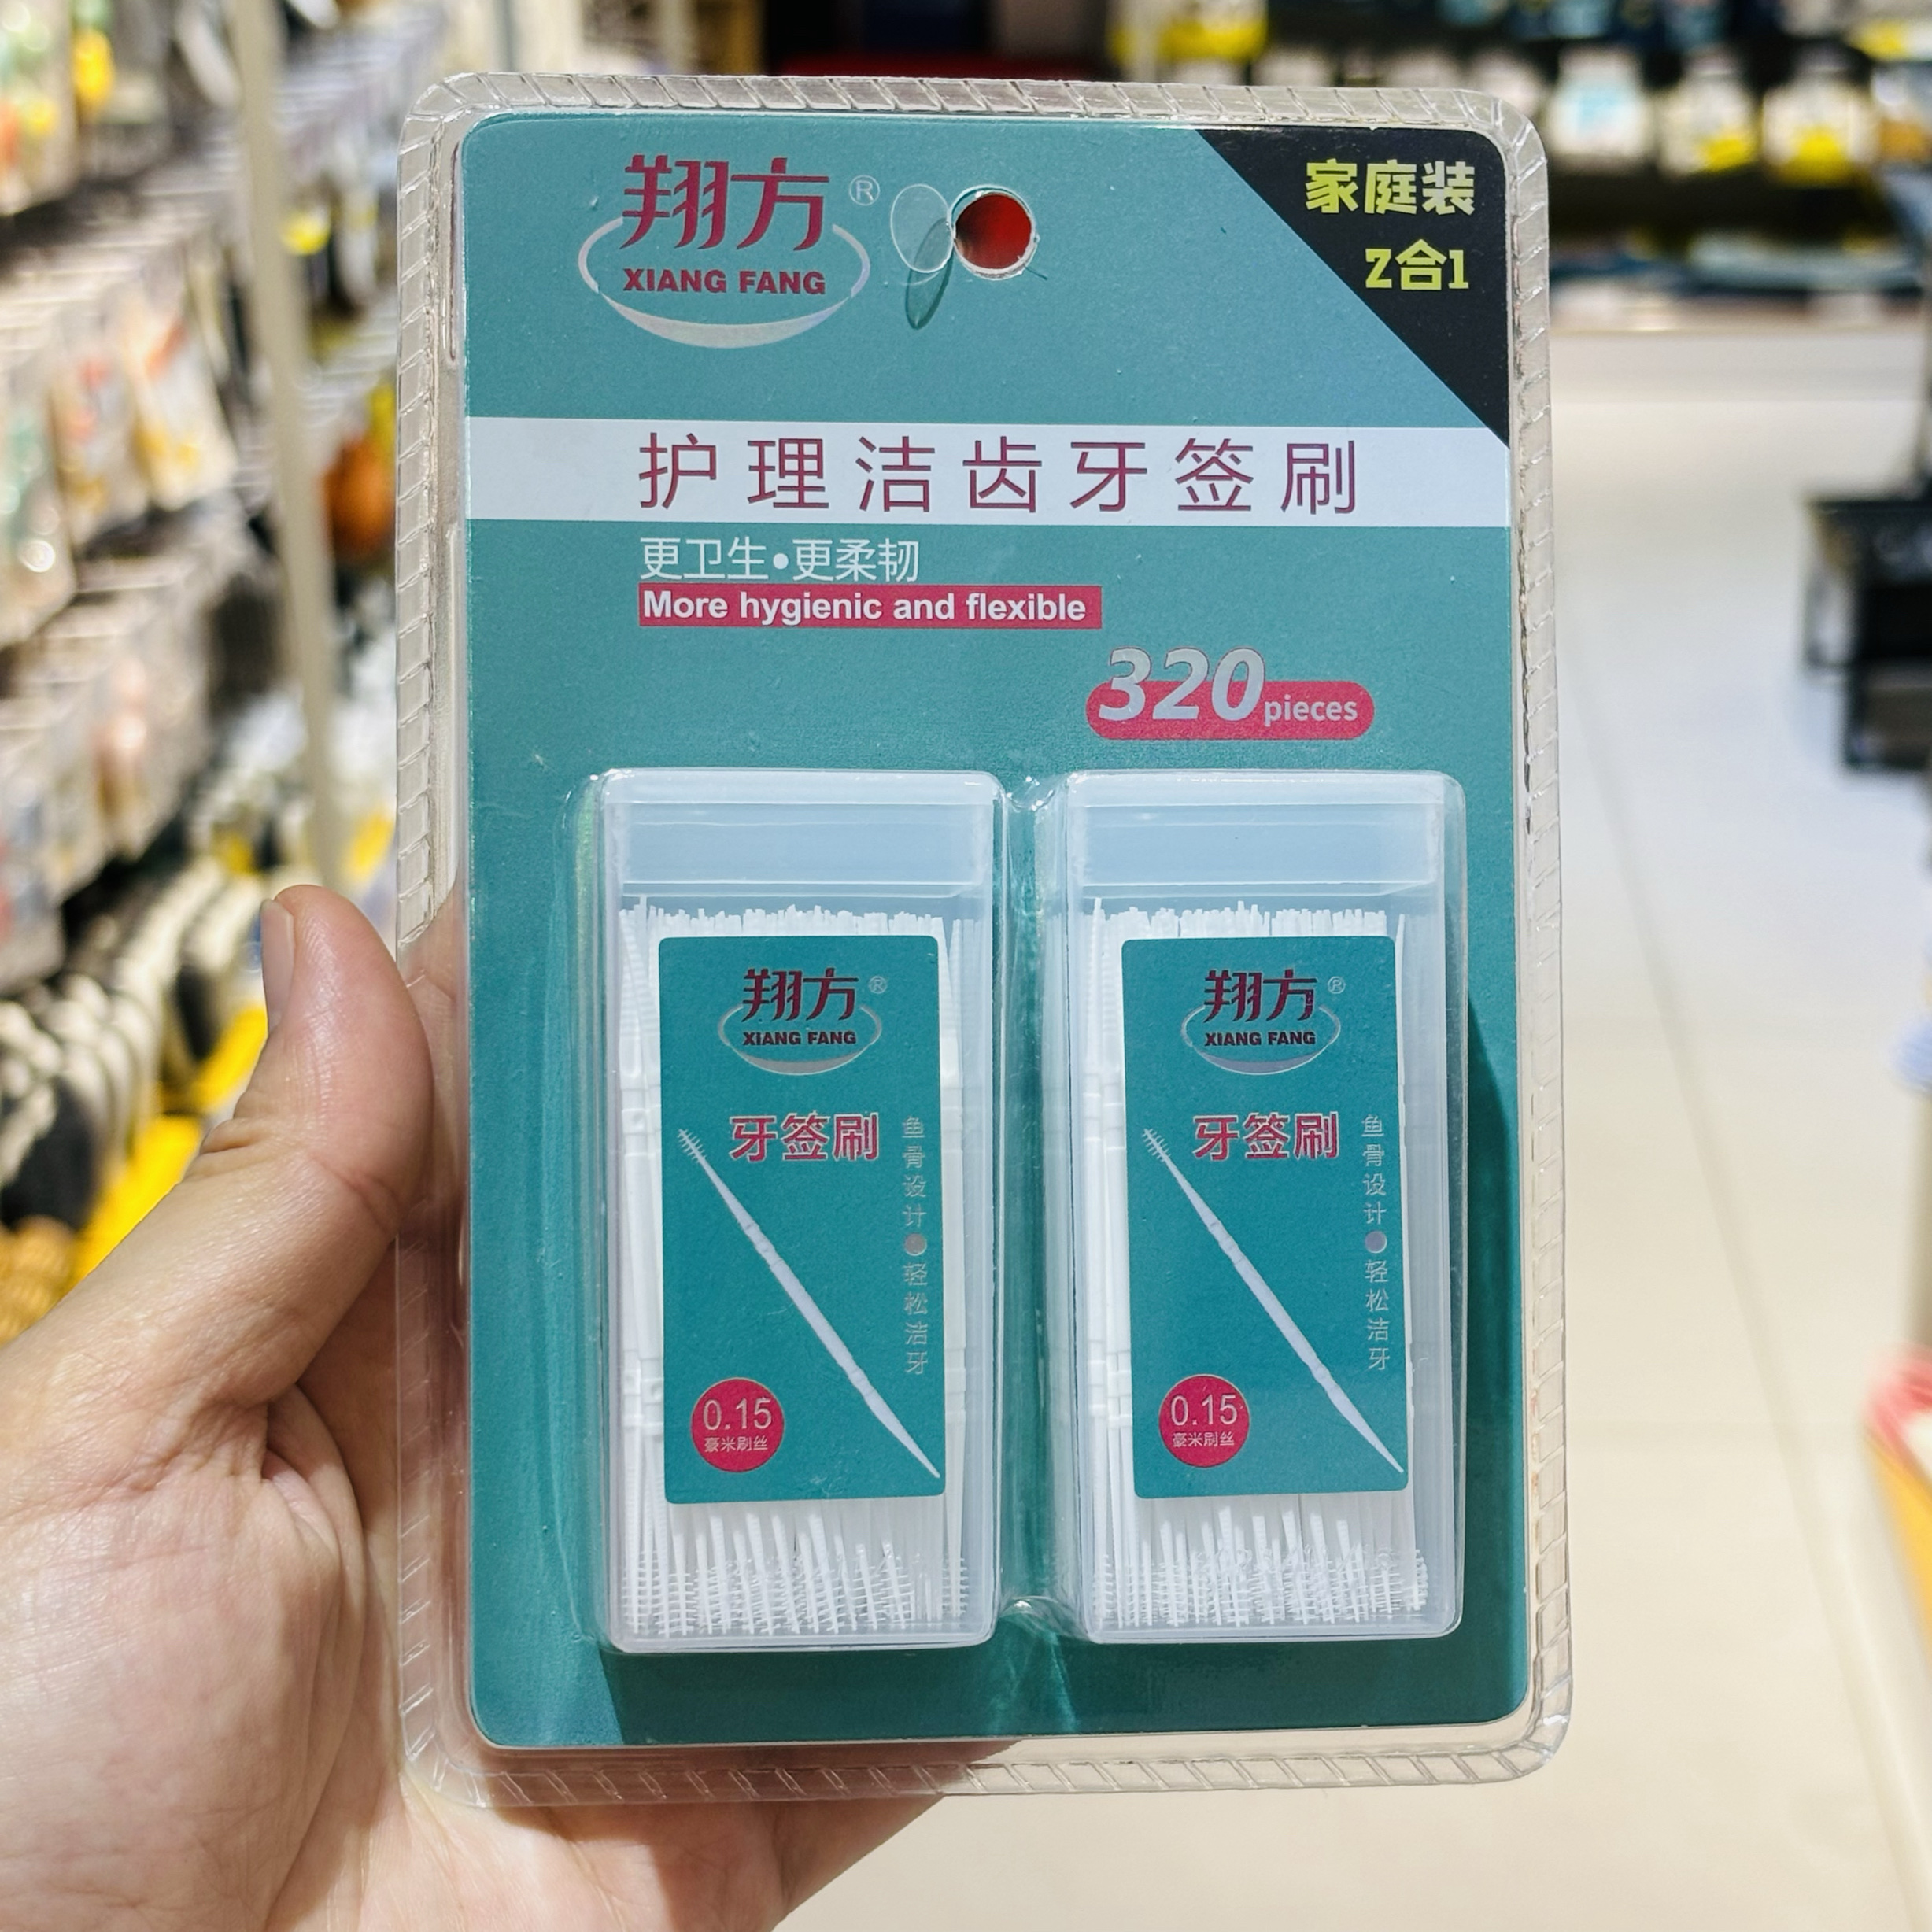 翔方®
XIANG FANG
家庭装
2合1
护理洁齿牙签刷
更卫生•更柔韧
More hygienic and flexible
320 pieces
翔方®
XIANG FANG
牙签刷
鱼骨设计●轻松洁牙
0.15
豪米刷丝
翔方®
XIANG FANG
牙签刷
鱼骨设计●轻松洁牙
0.15
豪米刷丝